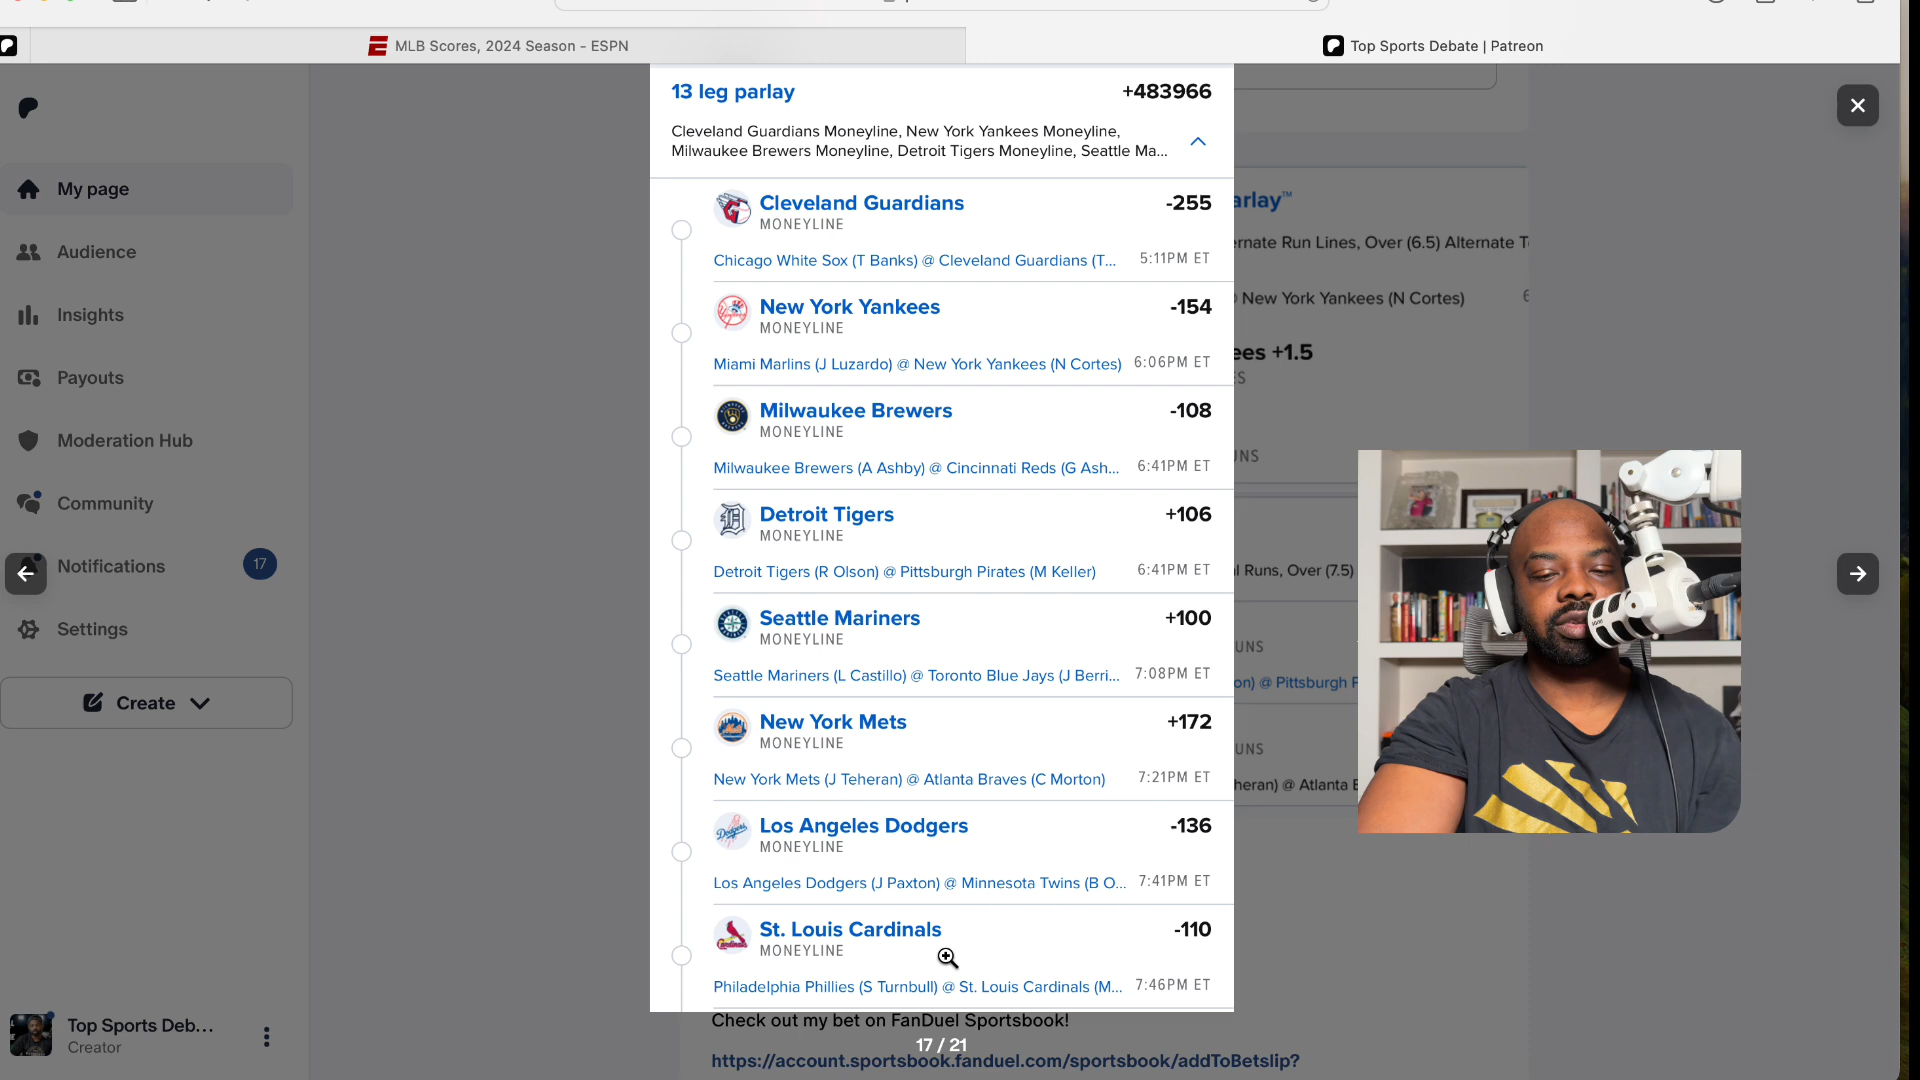 MLB Scores, 2024 Season - ESPN
Top Sports Debate | Patreon
My page
Audience
Insights
Payouts
Moderation Hub
Community
Notifications
17
Settings
Create
Top Sports Deb...
Creator
13 leg parlay
+483966
Cleveland Guardians Moneyline, New York Yankees Moneyline,
Milwaukee Brewers Moneyline, Detroit Tigers Moneyline, Seattle Ma...
Cleveland Guardians
-255
MONEYLINE
Chicago White Sox (T Banks) @ Cleveland Guardians (T...
5:11PM ET
New York Yankees
-154
MONEYLINE
Miami Marlins (J Luzardo) @ New York Yankees (N Cortes)
6:06PM ET
Milwaukee Brewers
-108
MONEYLINE
Milwaukee Brewers (A Ashby) @ Cincinnati Reds (G Ash...
6:41PM ET
Detroit Tigers
+106
MONEYLINE
Detroit Tigers (R Olson) @ Pittsburgh Pirates (M Keller)
6:41PM ET
Seattle Mariners
+100
MONEYLINE
Seattle Mariners (L Castillo) @ Toronto Blue Jays (J Berri...
7:08PM ET
New York Mets
+172
MONEYLINE
New York Mets (J Teheran) @ Atlanta Braves (C Morton)
7:21PM ET
Los Angeles Dodgers
-136
MONEYLINE
Los Angeles Dodgers (J Paxton) @ Minnesota Twins (B O...
7:41PM ET
St. Louis Cardinals
-110
MONEYLINE
Philadelphia Phillies (S Turnbull) @ St. Louis Cardinals (M...
7:46PM ET
Check out my bet on FanDuel Sportsbook!
17 / 21
https://account.sportsbook.fanduel.com/sportsbook/addToBetslip?
arlay™
ernate Run Lines, Over (6.5) Alternate T
New York Yankees (N Cortes)
ees +1.5
ES
UNS
l Runs, Over (7.5)
UNS
on) @ Pittsburgh P
UNS
heran) @ Atlanta